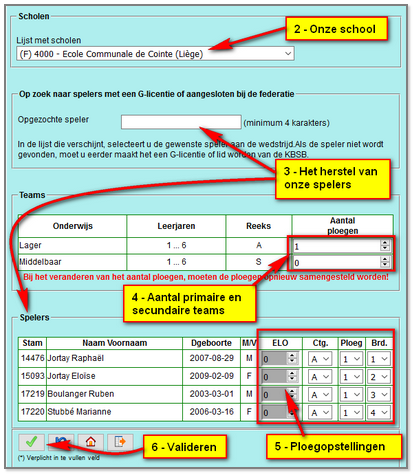 Scholen
2 - Onze school
Lijst met scholen
(F) 4000 - Ecole Communale de Cointe (Liège)
Op zoek naar spelers met een G-licentie of aangesloten bij de federatie
Opgezochte speler (minimum 4 karakters)
In de lijst die verschijnt, selecteert u de gewenste speler aan de wedstrijd.Als de speler niet wordt
gevonden, moet u eerder maakt het een G-licentie of lid worden van de KBSB.
3 - Het herstel van
onze spelers
Teams
Onderwijs Leerjaren Reeks Aantal ploegen
Lager 1 ... 6 A 1
Middelbaar 1 ... 6 S 0
Bij het veranderen van het aantal ploegen, moeten de ploegen opnieuw samengesteld worden!
4 - Aantal primaire en
secundaire teams
Spelers
Stam Naam Voornaam Dgeboorte M/V ELO Ctg. Ploeg Brd.
14476 Jortay Raphaël 2007-08-29 M 0 A 1 1
15093 Jortay Eloïse 2009-02-09 F 0 A 1 2
17219 Boulanger Ruben 2003-03-01 M 0 A 1 3
17220 Stubbé Marianne 2006-03-16 F 0 A 1 4
6 - Valideren
5 - Ploegopstellingen
(*) Verplicht in te vullen veld